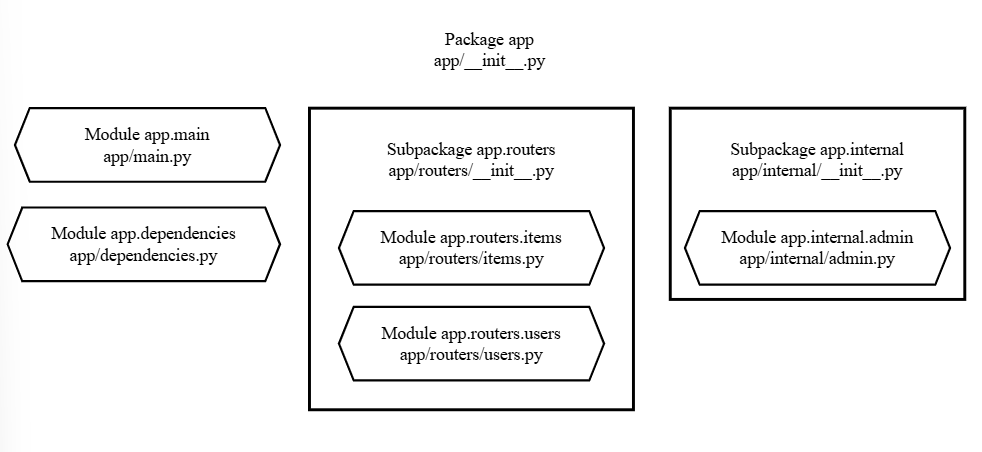 Package app
app/__init__.py
Module app.main
app/main.py
Module app.dependencies
app/dependencies.py
Subpackage app.routers
app/routers/__init__.py
Module app.routers.items
app/routers/items.py
Module app.routers.users
app/routers/users.py
Subpackage app.internal
app/internal/__init__.py
Module app.internal.admin
app/internal/admin.py